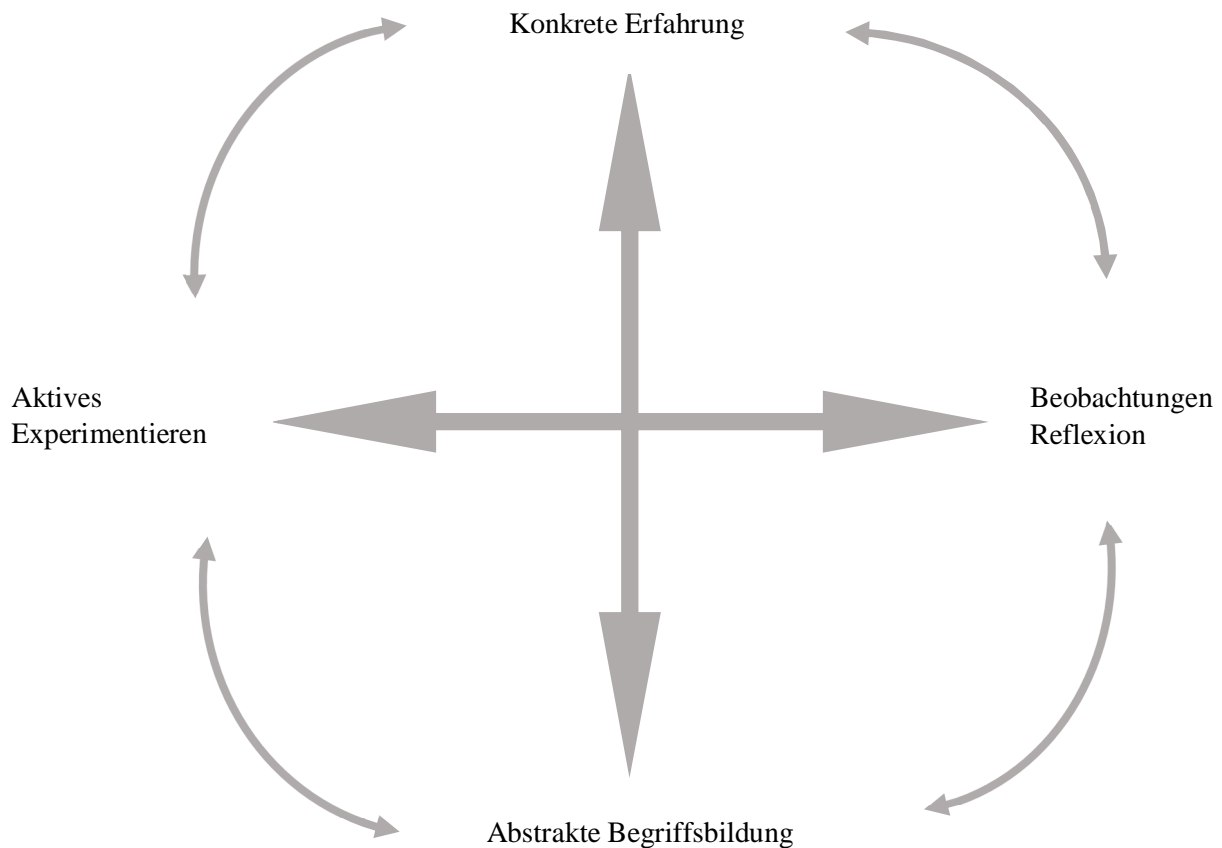 Konkrete Erfahrung
Aktives
Experimentieren
Beobachtungen
Reflexion
Abstrakte Begriffsbildung